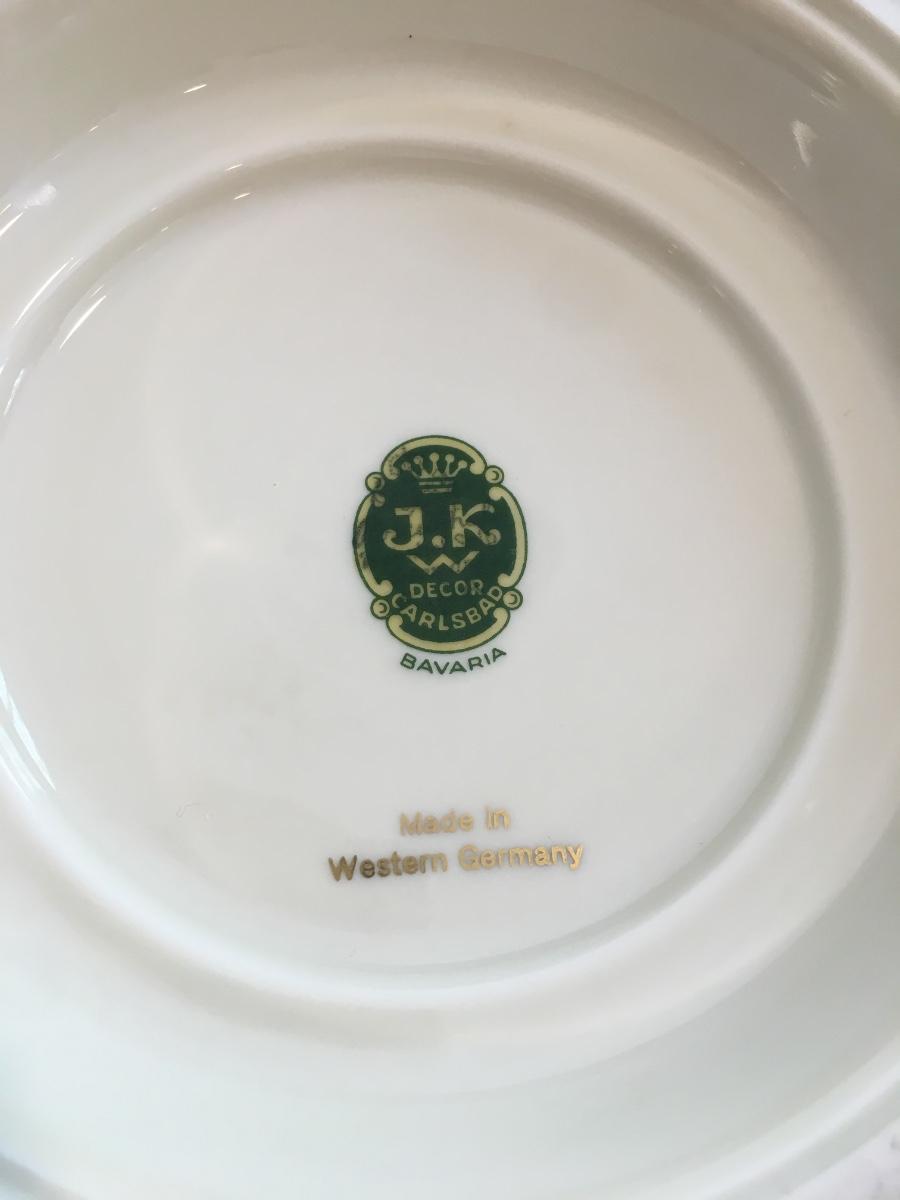 J.K
W
DECOR
CARLSBAD
BAVARIA
Made in
Western Germany